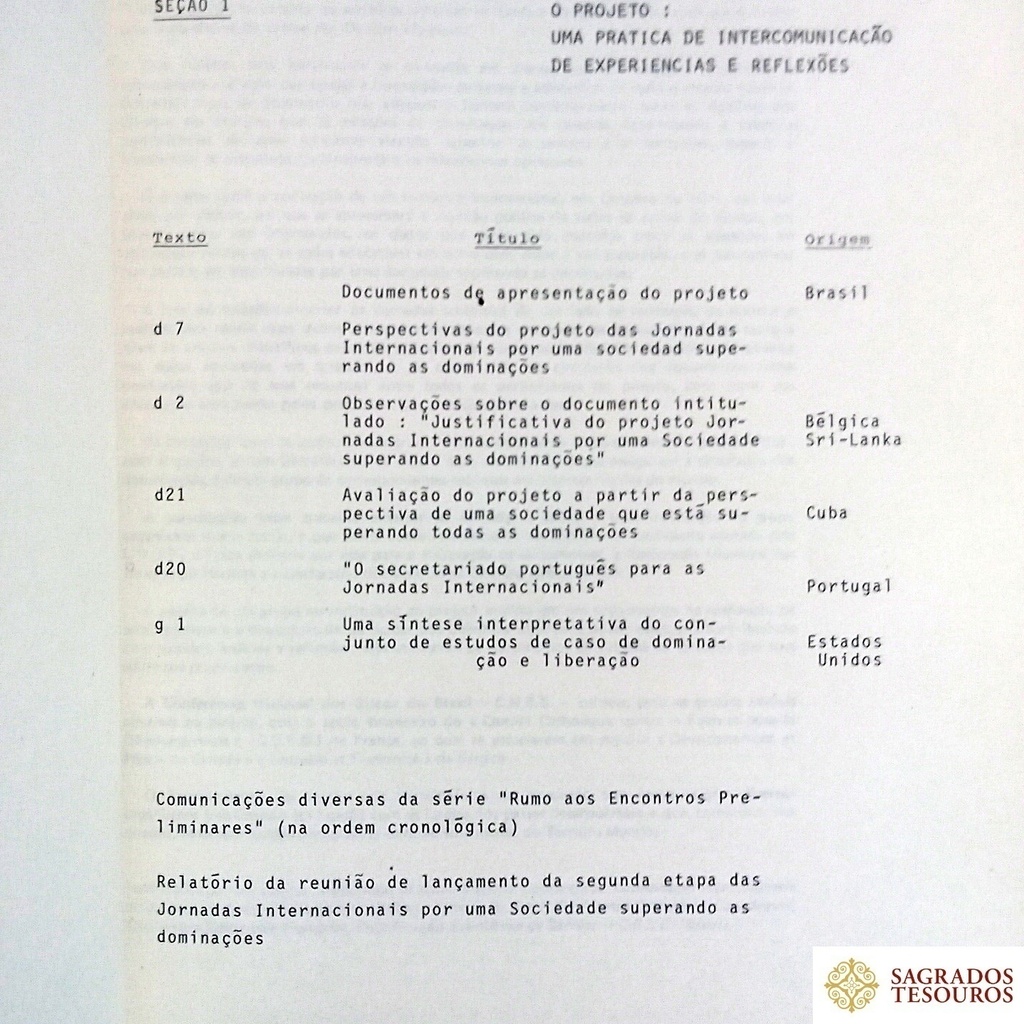 SEÇÃO 1
O PROJETO :
UMA PRATICA DE INTERCOMUNICAÇÃO
DE EXPERIENCIAS E REFLEXÕES
Texto Título Origem
Documentos de apresentação do projeto Brasil
d 7 Perspectivas do projeto das Jornadas
Internacionais por uma sociedad supe-
rando as dominações
d 2 Observações sobre o documento intitu-
lado : "Justificativa do projeto Jor- Bélgica
nadas Internacionais por uma Sociedade Sri-Lanka
superando as dominações"
d21 Avaliação do projeto a partir da pers-
pectiva de uma sociedade que está su- Cuba
perando todas as dominações
d20 "O secretariado português para as
Jornadas Internacionais" Portugal
g 1 Uma síntese interpretativa do con-
junto de estudos de caso de domina- Estados
ção e liberação Unidos
Comunicações diversas da série "Rumo aos Encontros Pre-
liminares" (na ordem cronológica)
Relatório da reunião de lançamento da segunda etapa das
Jornadas Internacionais por uma Sociedade superando as
dominações
SAGRADOS
TESOUROS